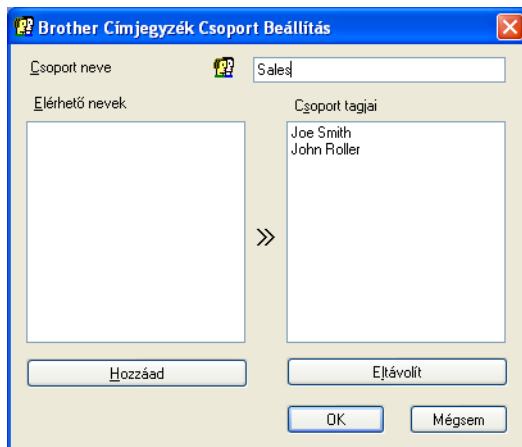 Brother Címjegyzék Csoport Beállítás
Csoport neve
Sales
Elérhető nevek
Csoport tagjai
Joe Smith
John Roller
Hozzáad
Eltávolít
OK
Mégsem